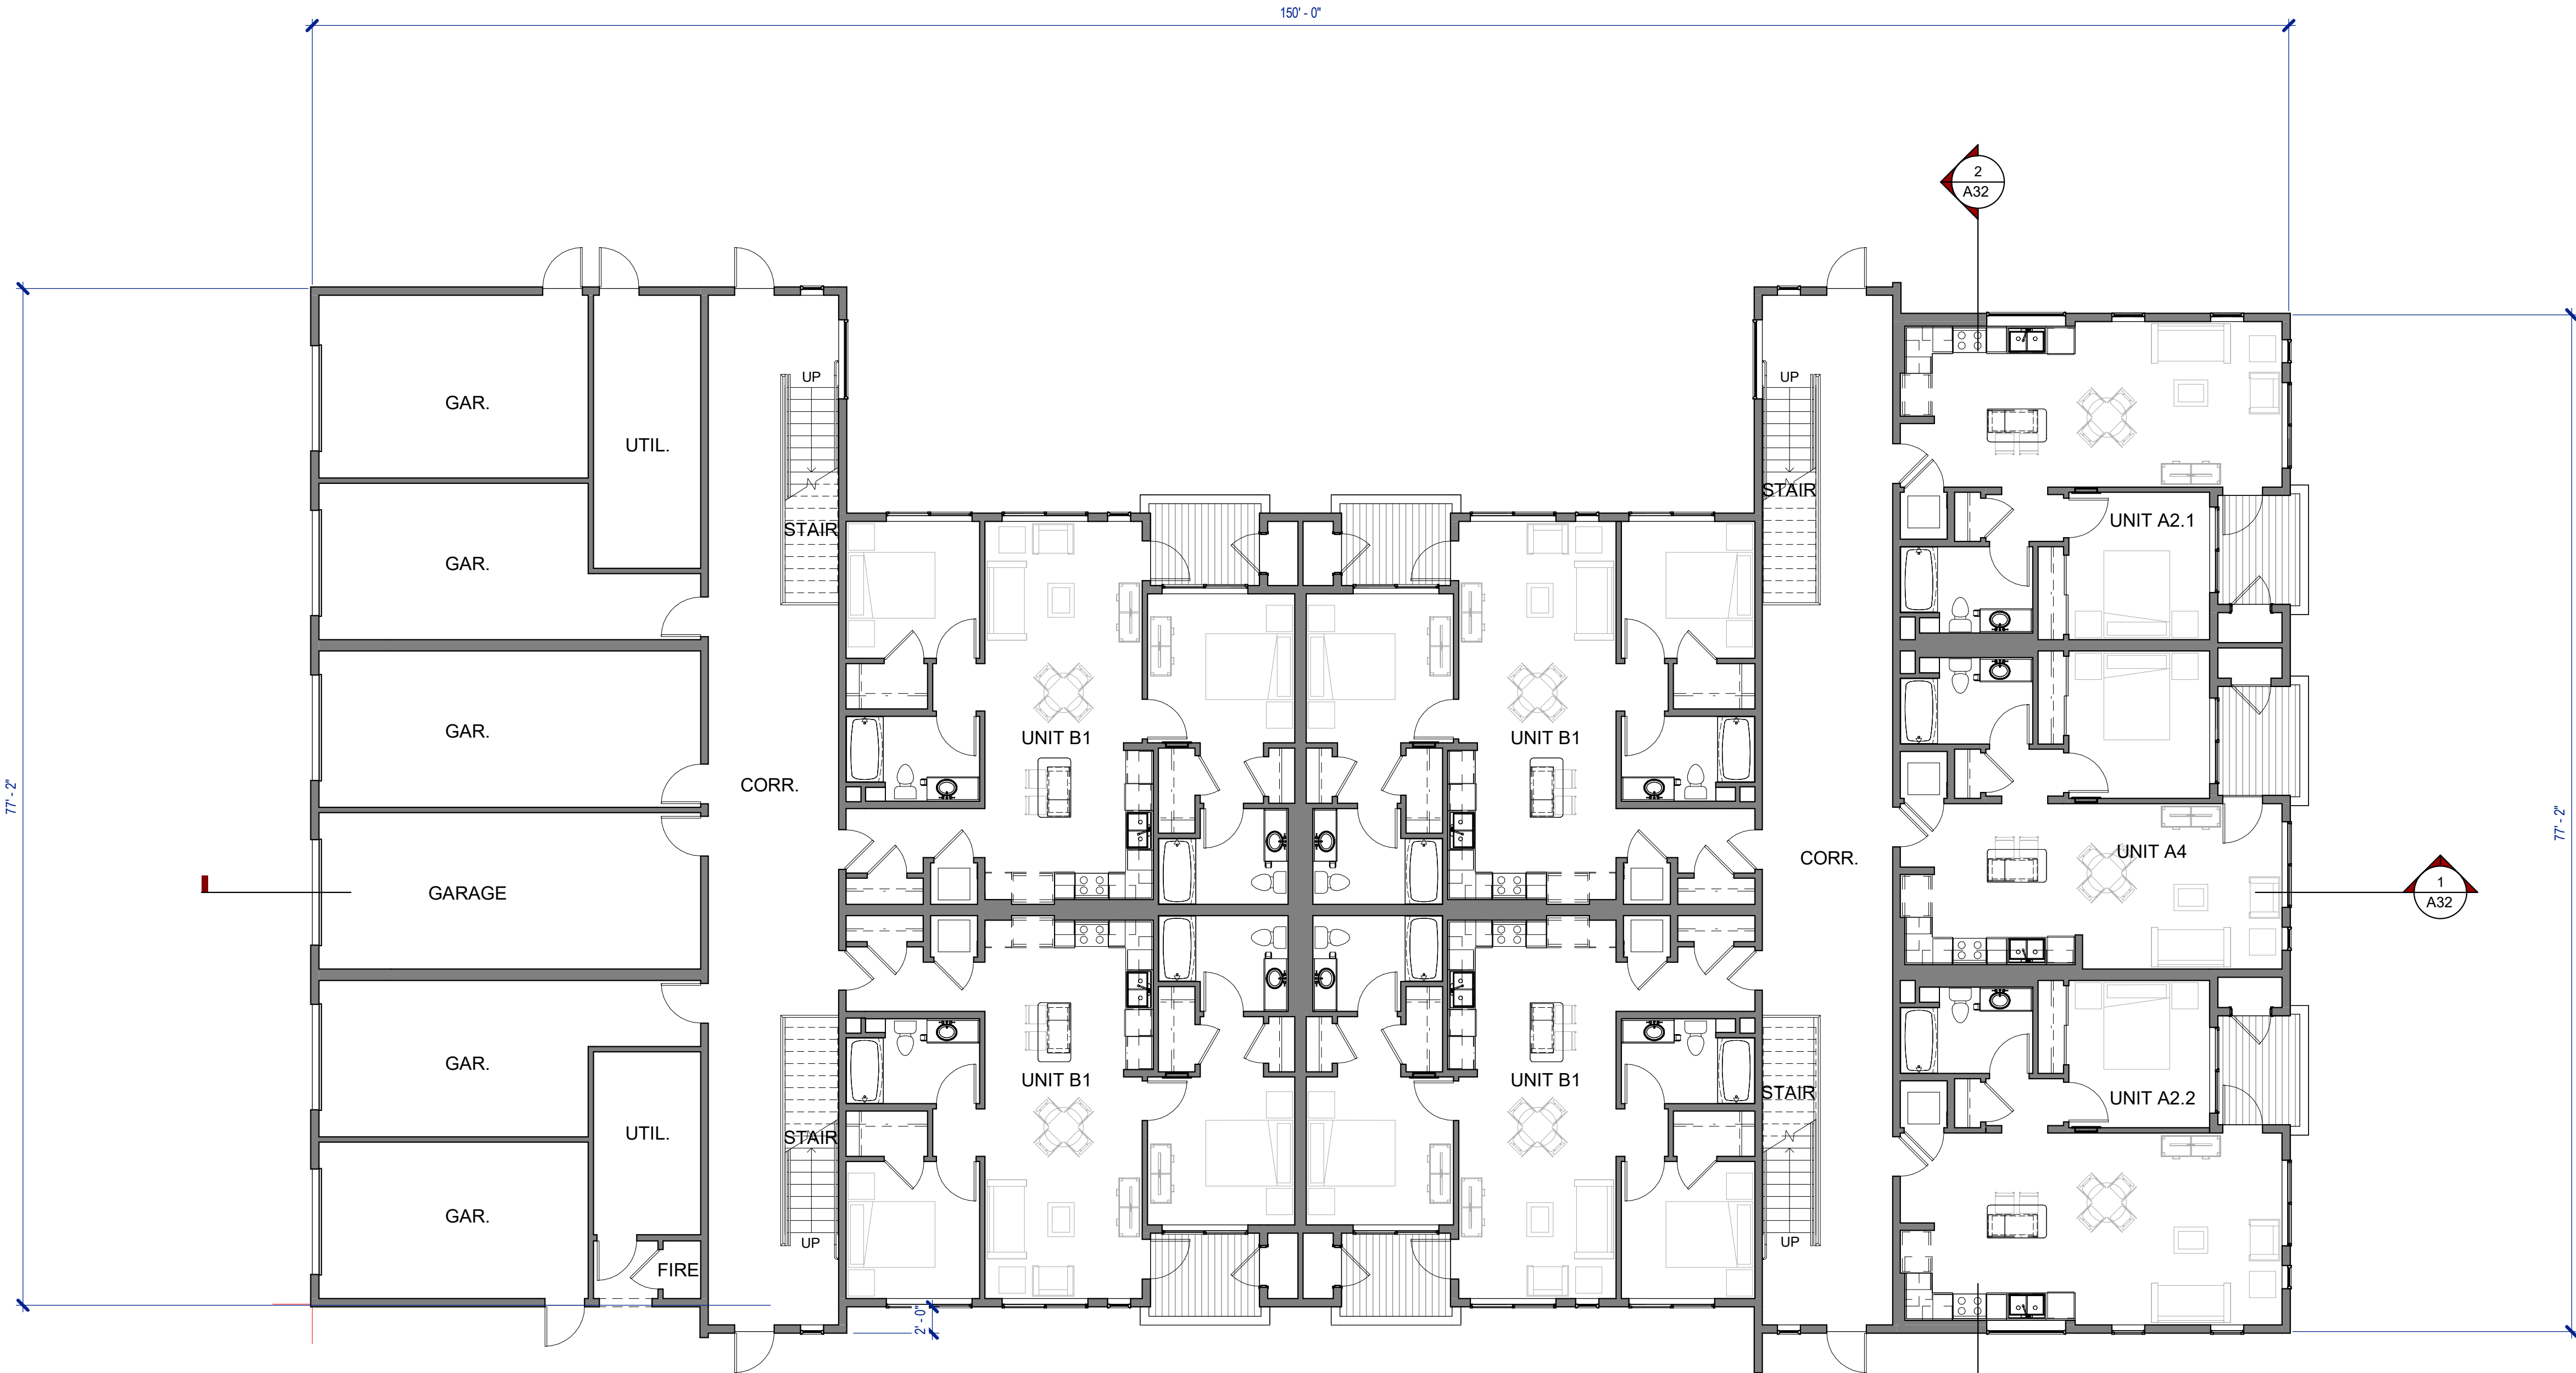 150' - 0"
2
A32
UP
UP
GAR.
UTIL.
STAIR
UNIT A2.1
STAIR
GAR.
GAR.
UNIT B1
UNIT B1
CORR.
77' - 2"
77' - 2"
UNIT A4
CORR.
GARAGE
1
A32
GAR.
UNIT B1
UNIT B1
STAIR
UNIT A2.2
UTIL.
STAIR
GAR.
UP
UP
FIRE
2' - 0"